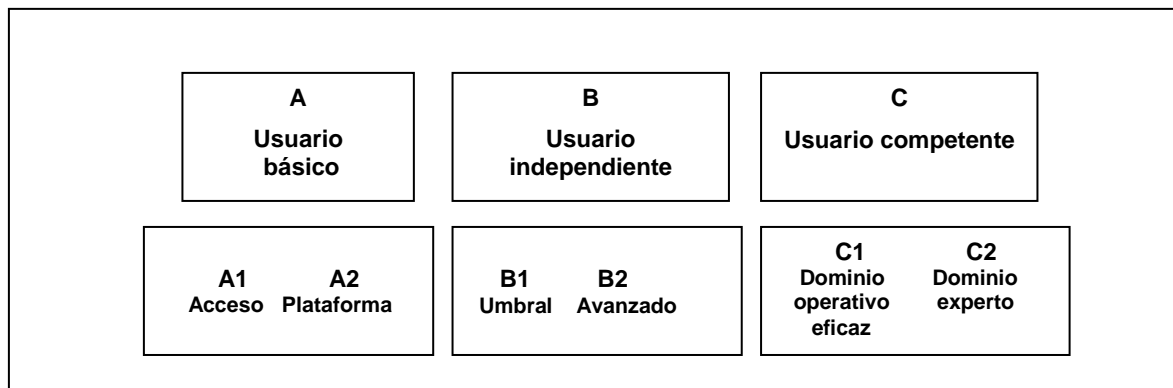 A
Usuario
básico
B
Usuario
independiente
C
Usuario competente
A1
Acceso
A2
Plataforma
B1
Umbral
B2
Avanzado
C1
Dominio
operativo
eficaz
C2
Dominio
experto